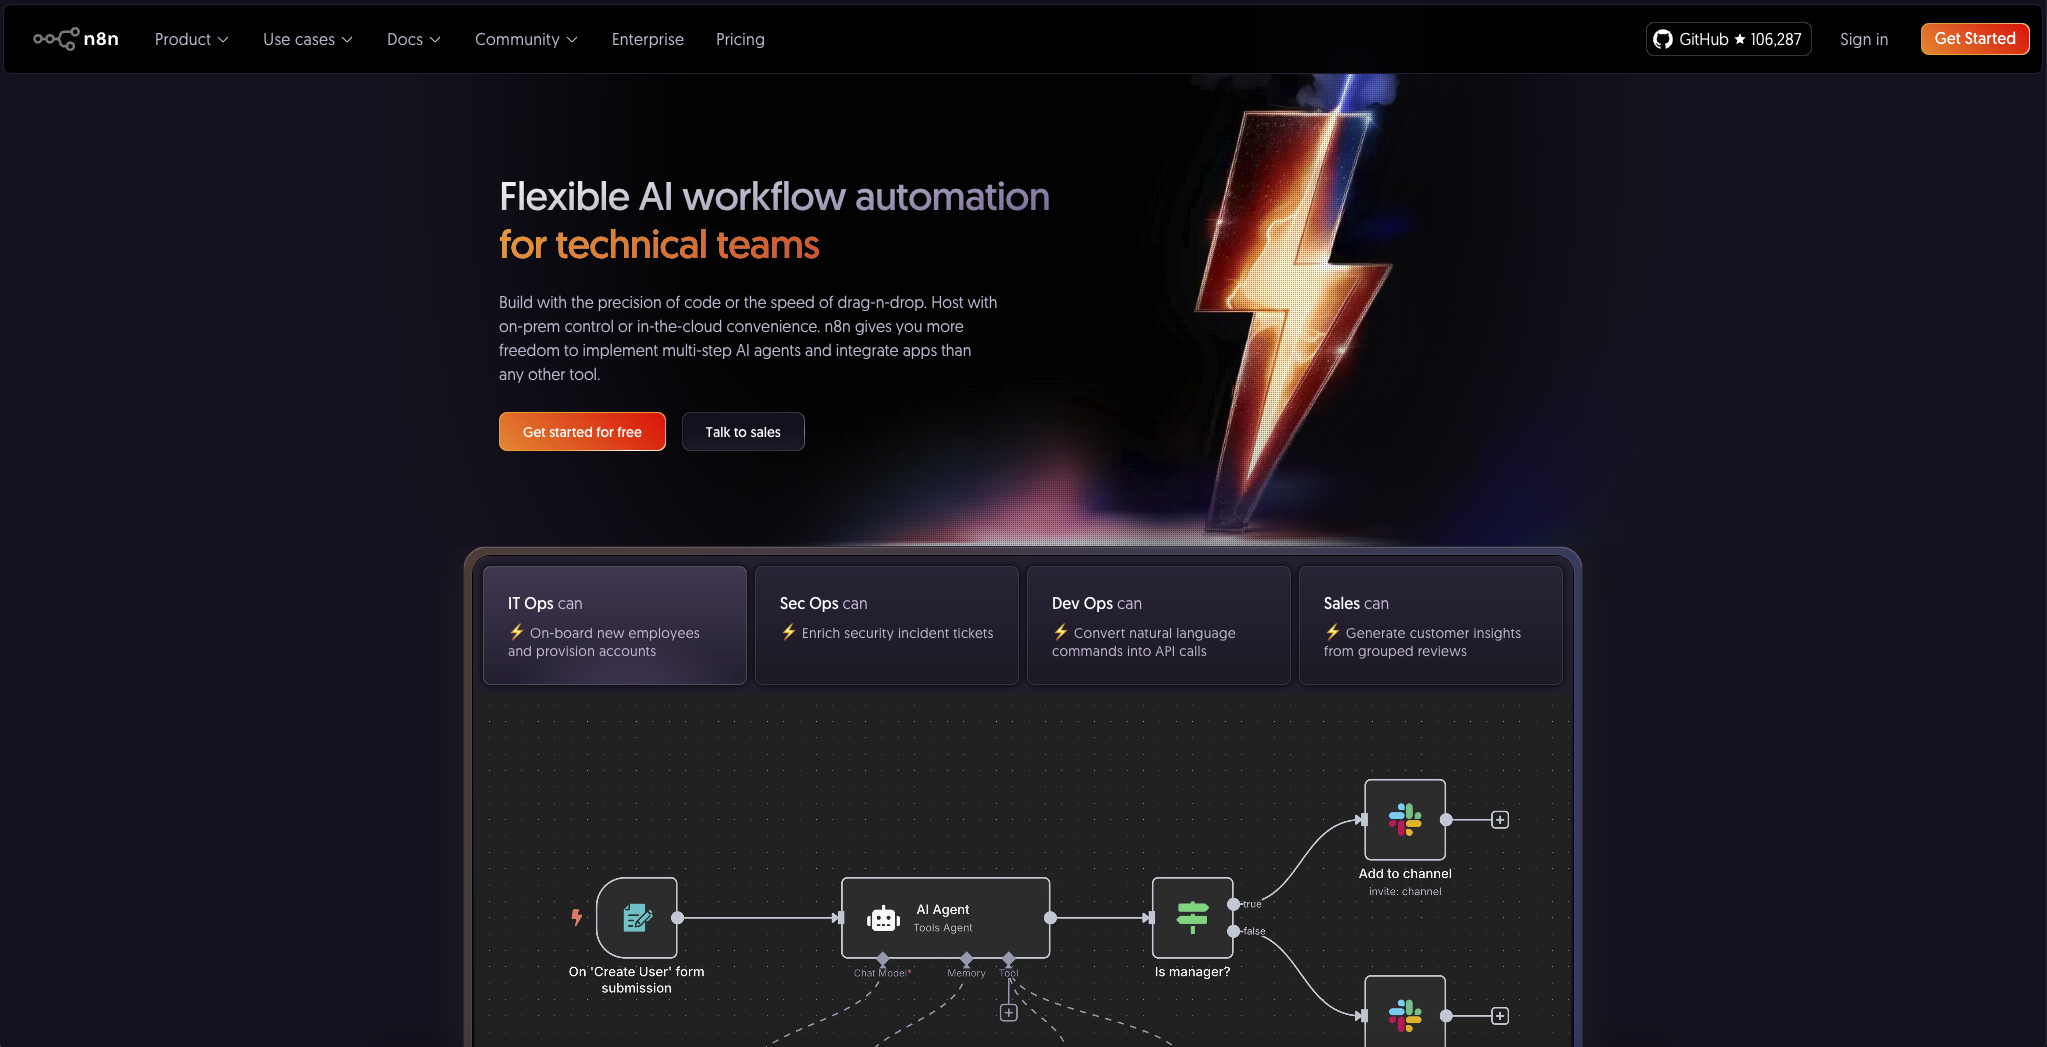 n8n
Product
Use cases
Docs
Community
Enterprise
Pricing
GitHub ★ 106,287
Sign in
Get Started
Flexible AI workflow automation
for technical teams
Build with the precision of code or the speed of drag-n-drop. Host with
on-prem control or in-the-cloud convenience. n8n gives you more
freedom to implement multi-step AI agents and integrate apps than
any other tool.
Get started for free
Talk to sales
IT Ops can
⚡ On-board new employees
and provision accounts
Sec Ops can
⚡ Enrich security incident tickets
Dev Ops can
⚡ Convert natural language
commands into API calls
Sales can
⚡ Generate customer insights
from grouped reviews
Add to channel
invite: channel
AI Agent
Tools Agent
true
false
On 'Create User' form
submission
Chat Model*
Memory
Tool
Is manager?